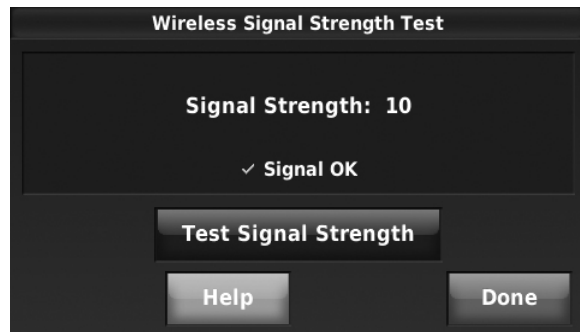 Wireless Signal Strength Test
Signal Strength: 10
✓ Signal OK
Test Signal Strength
Help
Done